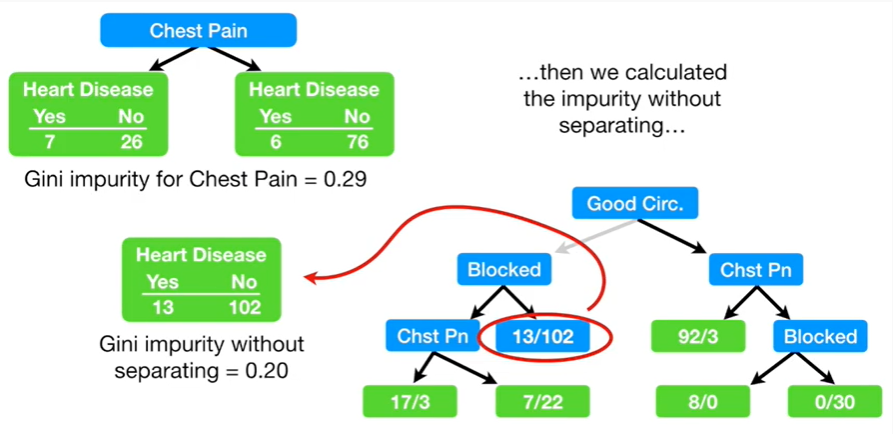 Chest Pain
Heart Disease
Yes No
7 26
Heart Disease
Yes No
6 76
Gini impurity for Chest Pain = 0.29
…then we calculated
the impurity without
separating…
Heart Disease
Yes No
13 102
Gini impurity without
separating = 0.20
Good Circ.
Blocked
Chst Pn
Chst Pn
13/102
92/3
Blocked
17/3
7/22
8/0
0/30